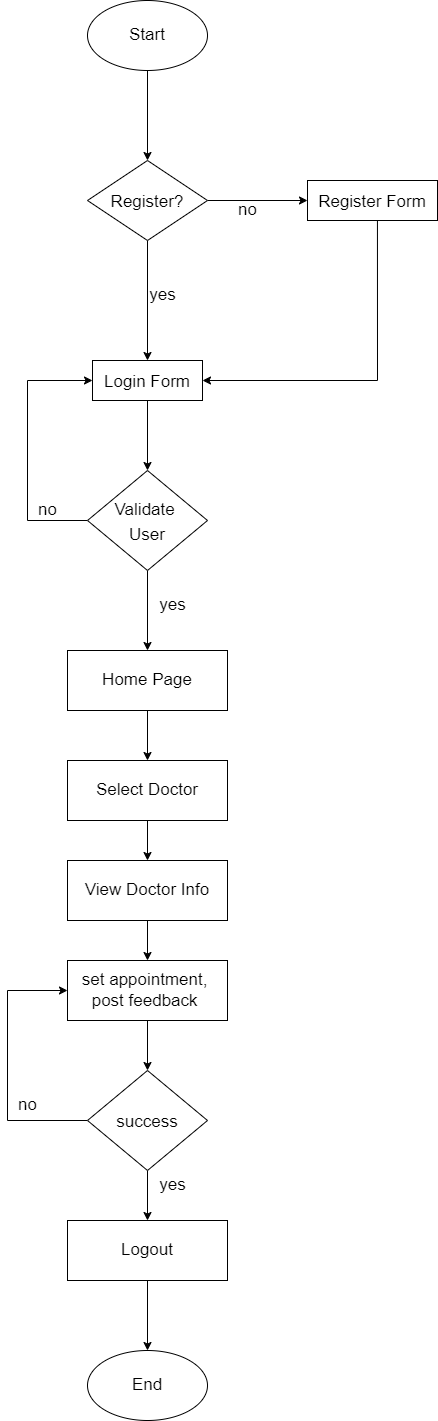 Start
Register?
no
Register Form
yes
Login Form
no
Validate
User
yes
Home Page
Select Doctor
View Doctor Info
set appointment,
post feedback
no
success
yes
Logout
End